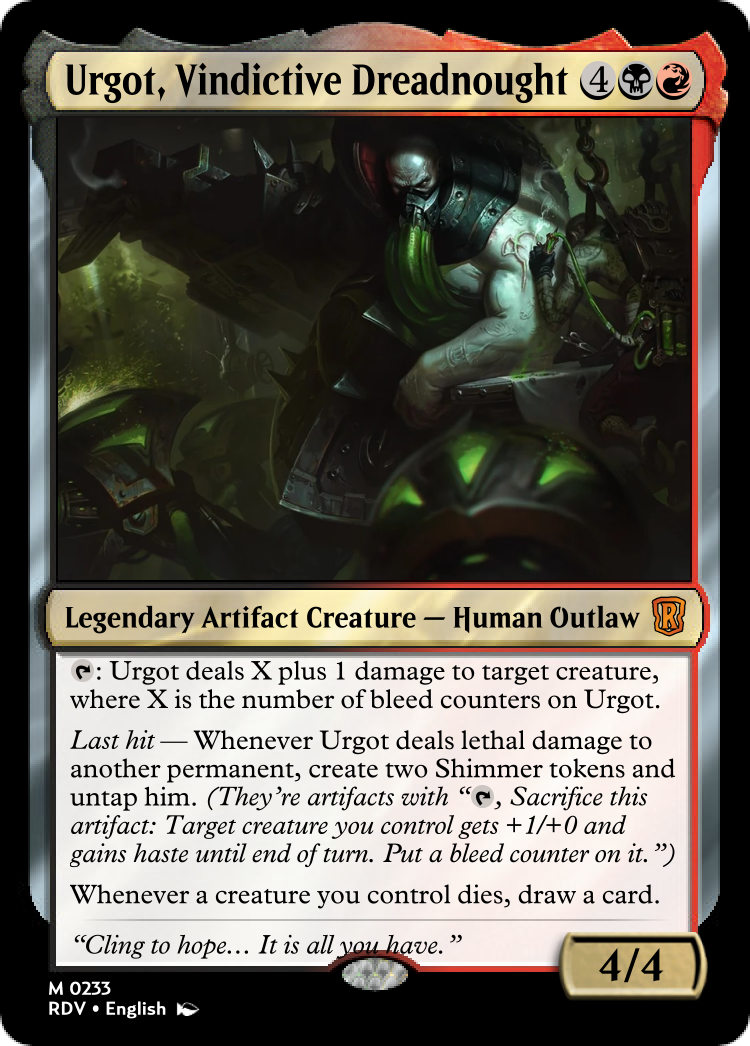 Urgot, Vindictive Dreadnought 4
Legendary Artifact Creature — Human Outlaw R
: Urgot deals X plus 1 damage to target creature,
where X is the number of bleed counters on Urgot.
Last hit — Whenever Urgot deals lethal damage to
another permanent, create two Shimmer tokens and
untap him. (They’re artifacts with “, Sacrifice this
artifact: Target creature you control gets +1/+0 and
gains haste until end of turn. Put a bleed counter on it.”)
Whenever a creature you control dies, draw a card.
“Cling to hope… It is all you have.”
4/4
M 0233
RDV • English